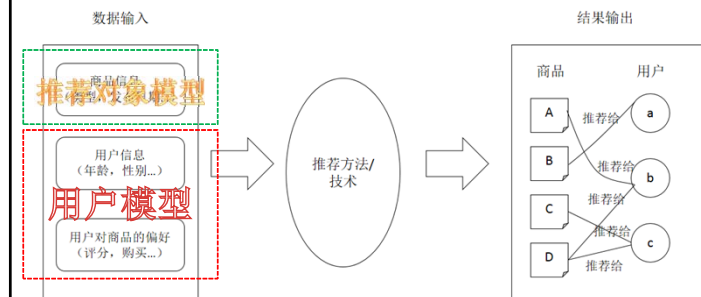 数据输入
结果输出
商品信息
推荐对象模型
用户信息
（年龄，性别...）
用户模型
用户对商品的偏好
（评分，购买...）
推荐方法/
技术
商品
用户
A
推荐给
a
B
推荐给
b
推荐给
C
推荐给
c
D
推荐给